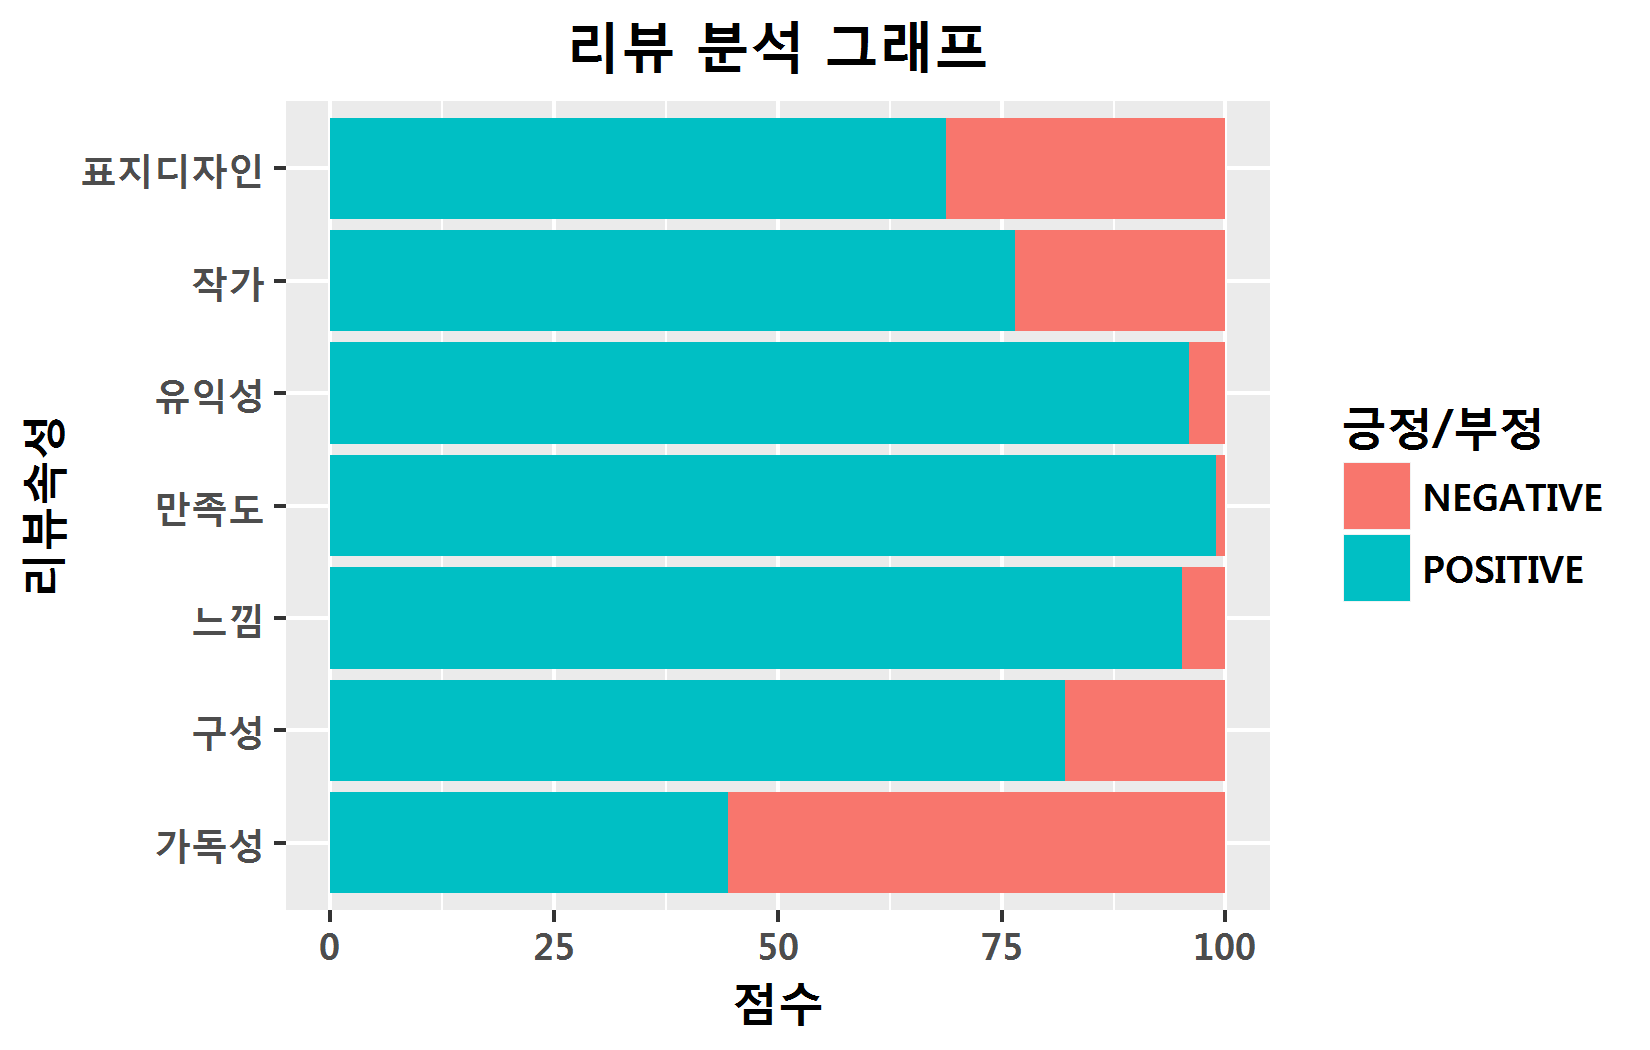 리뷰 분석 그래프
리뷰속성
표지디자인
작가
유익성
만족도
느낌
구성
가독성
0 25 50 75 100
점수
긍정/부정
NEGATIVE
POSITIVE